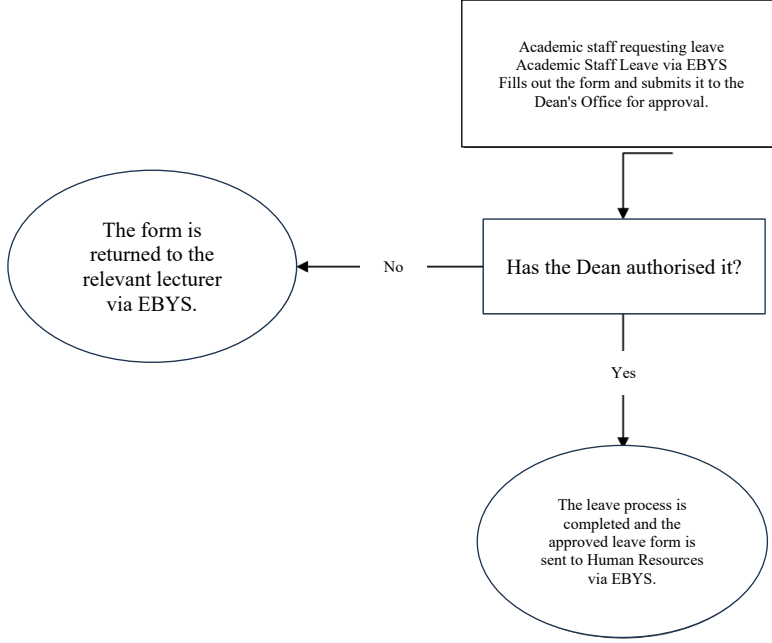 Academic staff requesting leave
Academic Staff Leave via EBYS
Fills out the form and submits it to the
Dean's Office for approval.
Has the Dean authorised it?
No
The form is
returned to the
relevant lecturer
via EBYS.
Yes
The leave process is
completed and the
approved leave form is
sent to Human Resources
via EBYS.